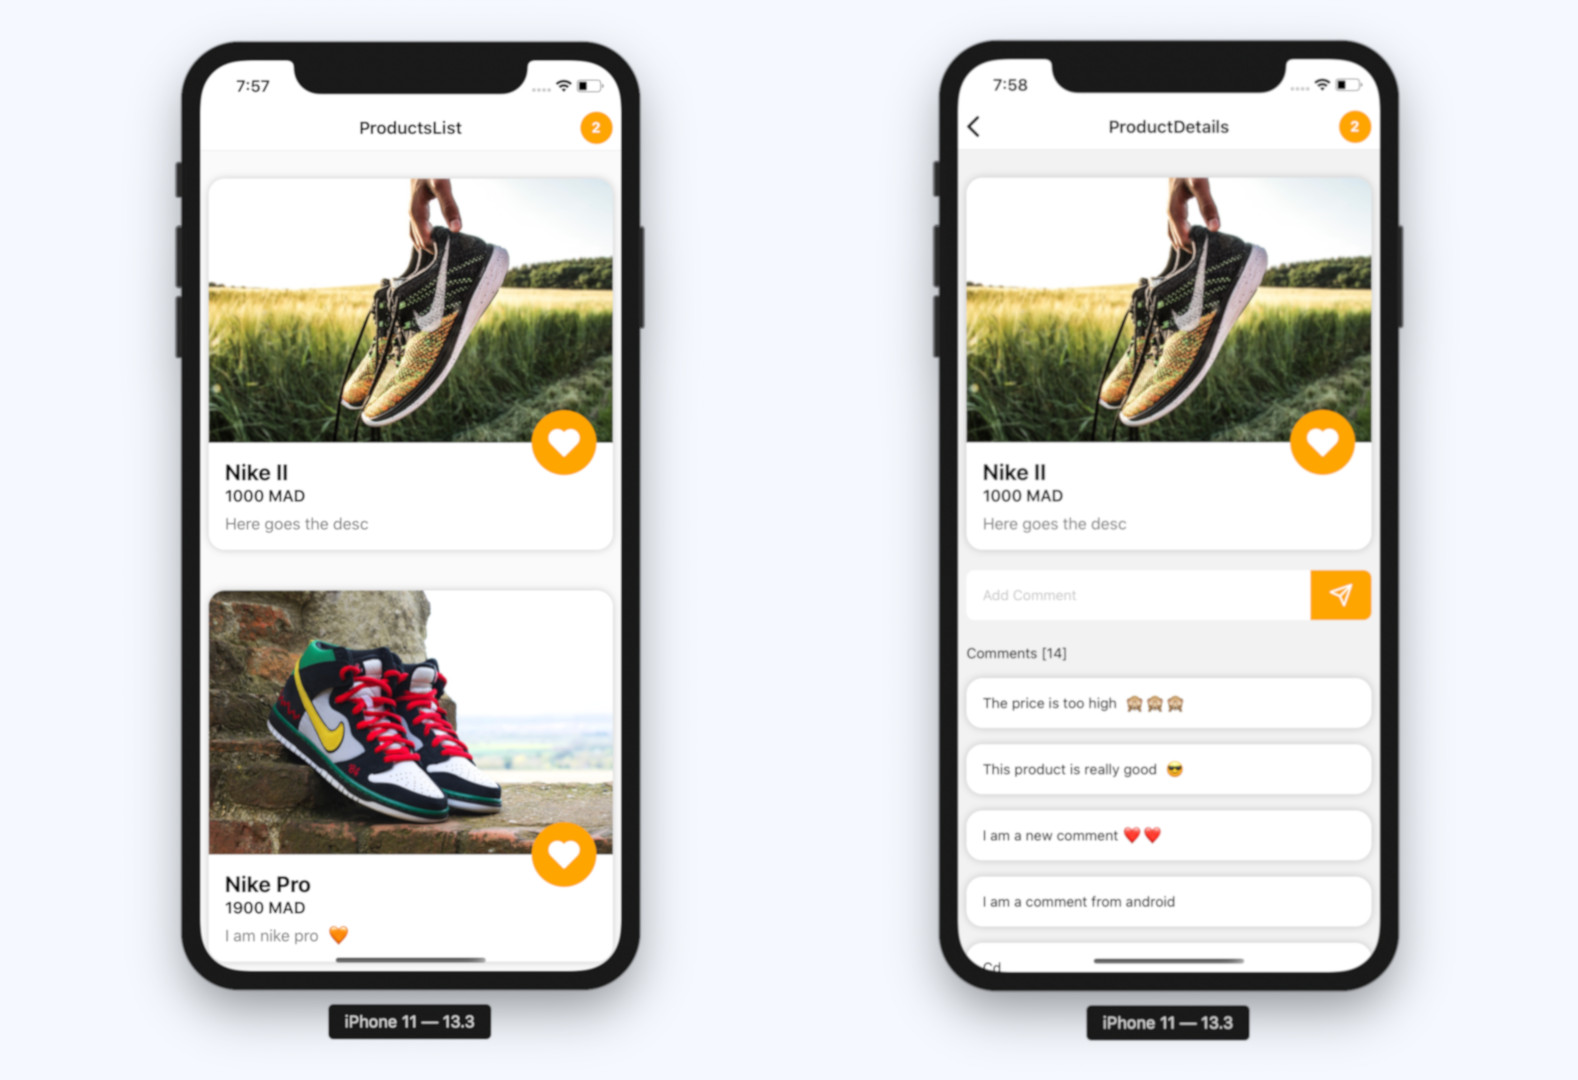 7:57
ProductsList
2
Nike II
1000 MAD
Here goes the desc
Nike Pro
1900 MAD
I am nike pro 🧡
iPhone 11 — 13.3
7:58
ProductDetails
2
Nike II
1000 MAD
Here goes the desc
Add Comment
Comments [14]
The price is too high 🙈🙈🙈
This product is really good 😎
I am a new comment ❤️❤️
I am a comment from android
Cd
iPhone 11 — 13.3